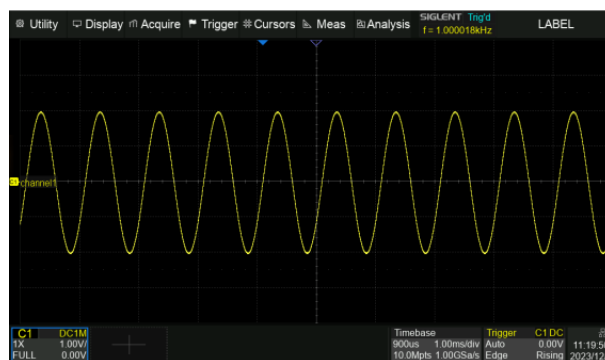 Utility Display Acquire Trigger Cursors Meas Analysis SIGLENT Trig'd LABEL
f = 1.000018kHz
C1 channel1
C1 DC1M
1X 1.00V/
FULL 0.00V
Timebase
900us 1.00ms/div
10.0Mpts 1.00GSa/s
Trigger C1 DC
Auto 0.00V
Edge Rising
11:19:50
2023/12